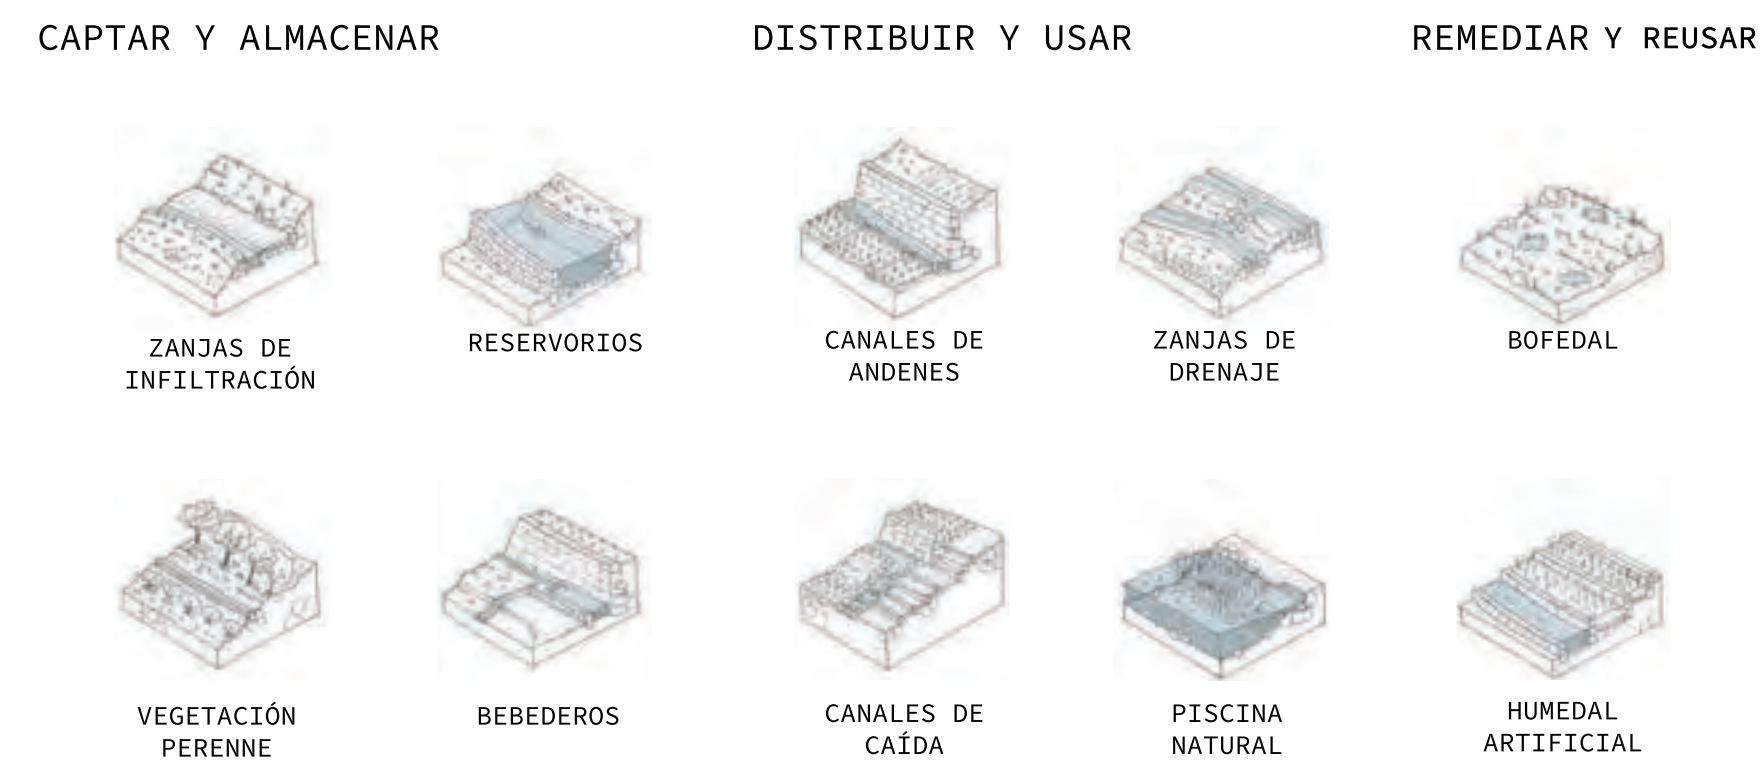 CAPTAR Y ALMACENAR
DISTRIBUIR Y USAR
REMEDIAR Y REUSAR
ZANJAS DE
INFILTRACIÓN
RESERVORIOS
CANALES DE
ANDENES
ZANJAS DE
DRENAJE
BOFEDAL
VEGETACIÓN
PERENNE
BEBEDEROS
CANALES DE
CAÍDA
PISCINA
NATURAL
HUMEDAL
ARTIFICIAL